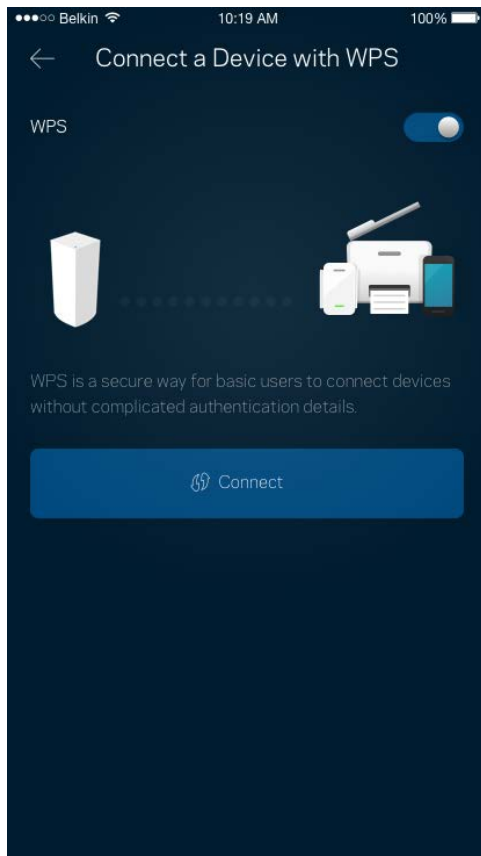 Belkin 10:19 AM 100%
Connect a Device with WPS
WPS
WPS is a secure way for basic users to connect devices
without complicated authentication details.
Connect